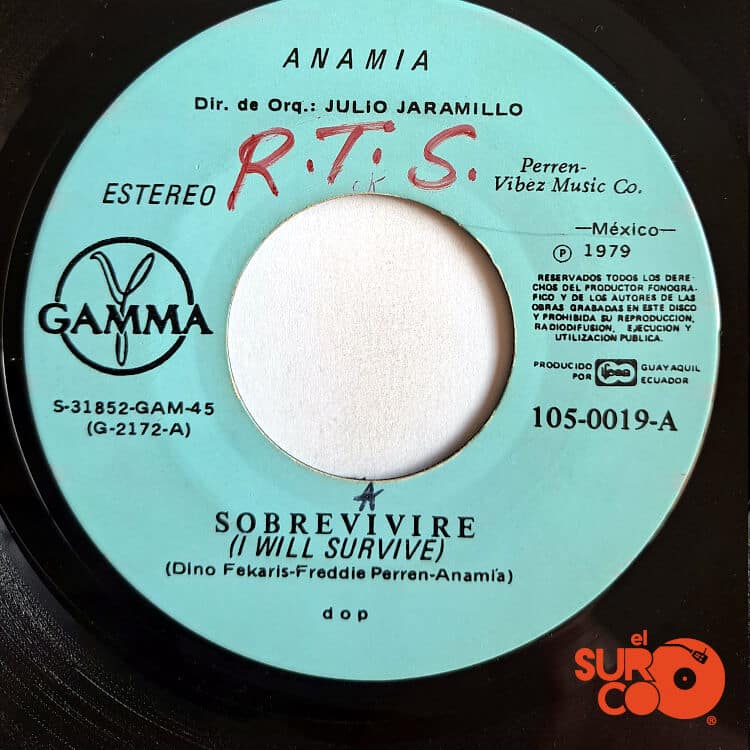 ANAMIA
Dir. de Orq.: JULIO JARAMILLO
R.T.S.
CK
ESTEREO
Perren-
Vibez Music Co.
—México—
Ⓟ 1979
RESERVADOS TODOS LOS DERE-
CHOS DEL PRODUCTOR FONOGRA-
FICO Y DE LOS AUTORES DE LAS
OBRAS GRABADAS EN ESTE DISCO
Y PROHIBIDA SU REPRODUCCION,
RADIODIFUSION, EJECUCION Y
UTILIZACION PUBLICA.
GAMMA
PRODUCIDO POR ifesa GUAYAQUIL ECUADOR
S-31852-GAM-45
(G-2172-A)
105-0019-A
A
SOBREVIVIRE
(I WILL SURVIVE)
(Dino Fekaris-Freddie Perren-Anamía)
dop
el
SURCO
®